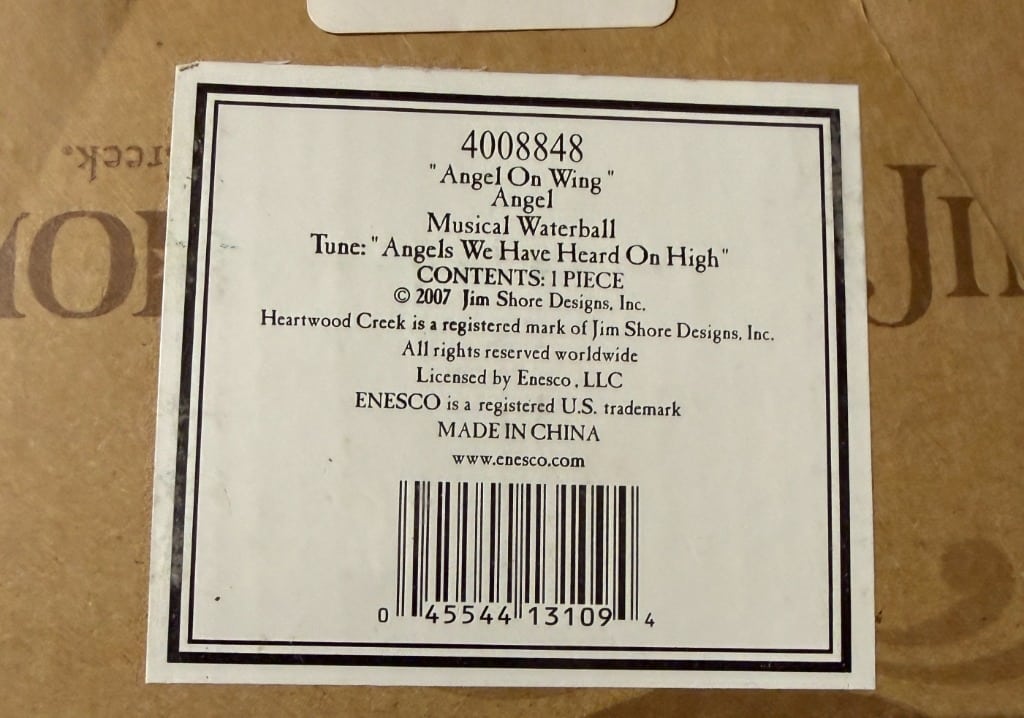 4008848
"Angel On Wing"
Angel
Musical Waterball
Tune: "Angels We Have Heard On High"
CONTENTS: 1 PIECE
© 2007 Jim Shore Designs, Inc.
Heartwood Creek is a registered mark of Jim Shore Designs, Inc.
All rights reserved worldwide
Licensed by Enesco, LLC
ENESCO is a registered U.S. trademark
MADE IN CHINA
www.enesco.com
0 45544 13109 4